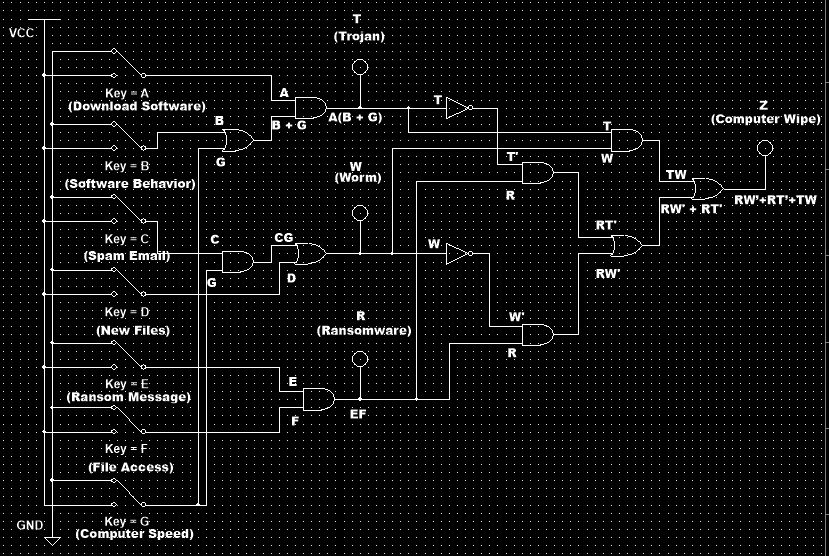 T
(Trojan)
VCC
Z
(Computer Wipe)
Key = A
(Download Software)
A
A(B + G)
T
B
B + G
G
T
W
Key = B
(Software Behavior)
W
(Worm)
T'
R
TW
RW' + RT'
RW'+RT'+TW
Key = C
(Spam Email)
C
G
CG
D
W
RT'
RW'
Key = D
(New Files)
R
(Ransomware)
W'
R
Key = E
(Ransom Message)
E
F
EF
Key = F
(File Access)
GND
Key = G
(Computer Speed)